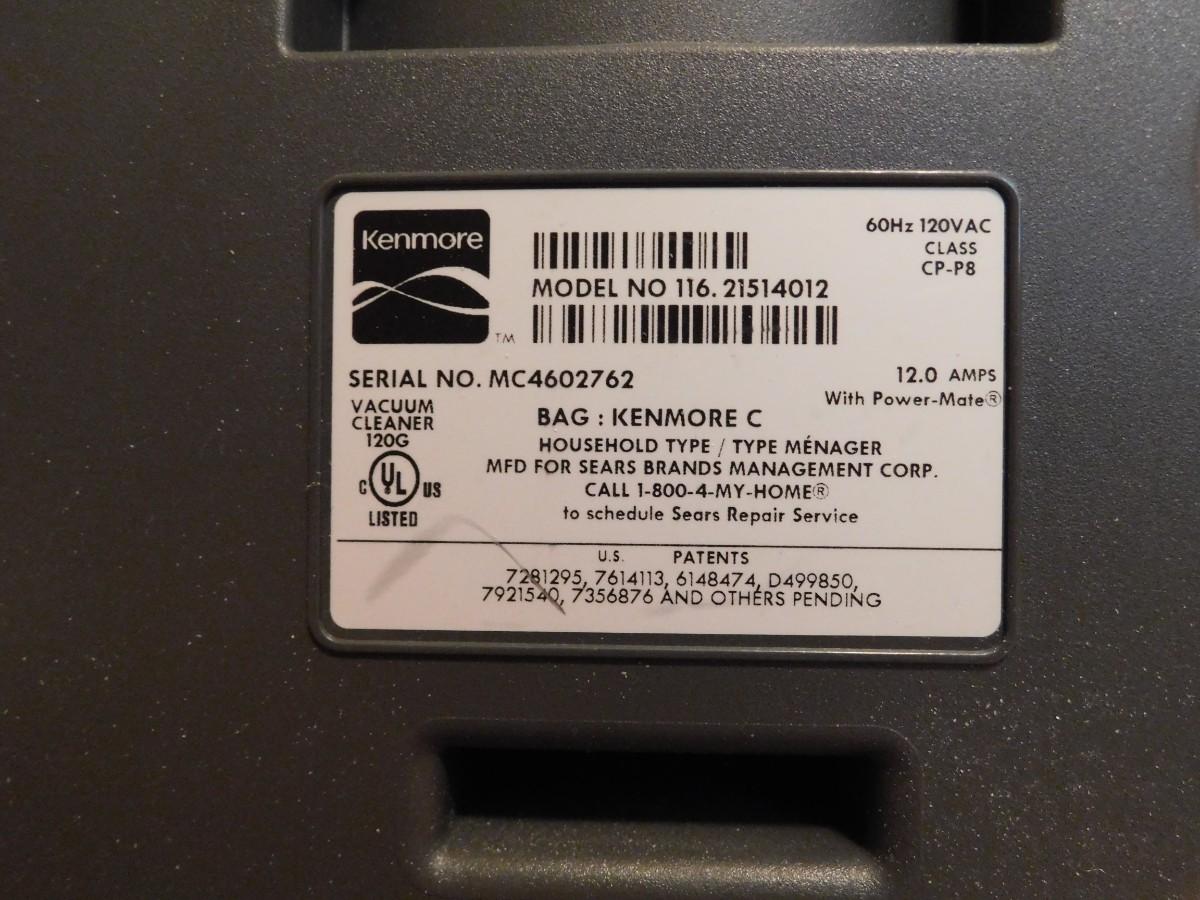 Kenmore
TM
60Hz 120VAC
CLASS
CP-P8
MODEL NO 116. 21514012
SERIAL NO. MC4602762
12.0 AMPS
With Power-Mate®
VACUUM
CLEANER
120G
C UL US
LISTED
BAG : KENMORE C
HOUSEHOLD TYPE / TYPE MÉNAGER
MFD FOR SEARS BRANDS MANAGEMENT CORP.
CALL 1-800-4-MY-HOME®
to schedule Sears Repair Service
U.S. PATENTS
7281295, 7614113, 6148474, D499850,
7921540, 7356876 AND OTHERS PENDING